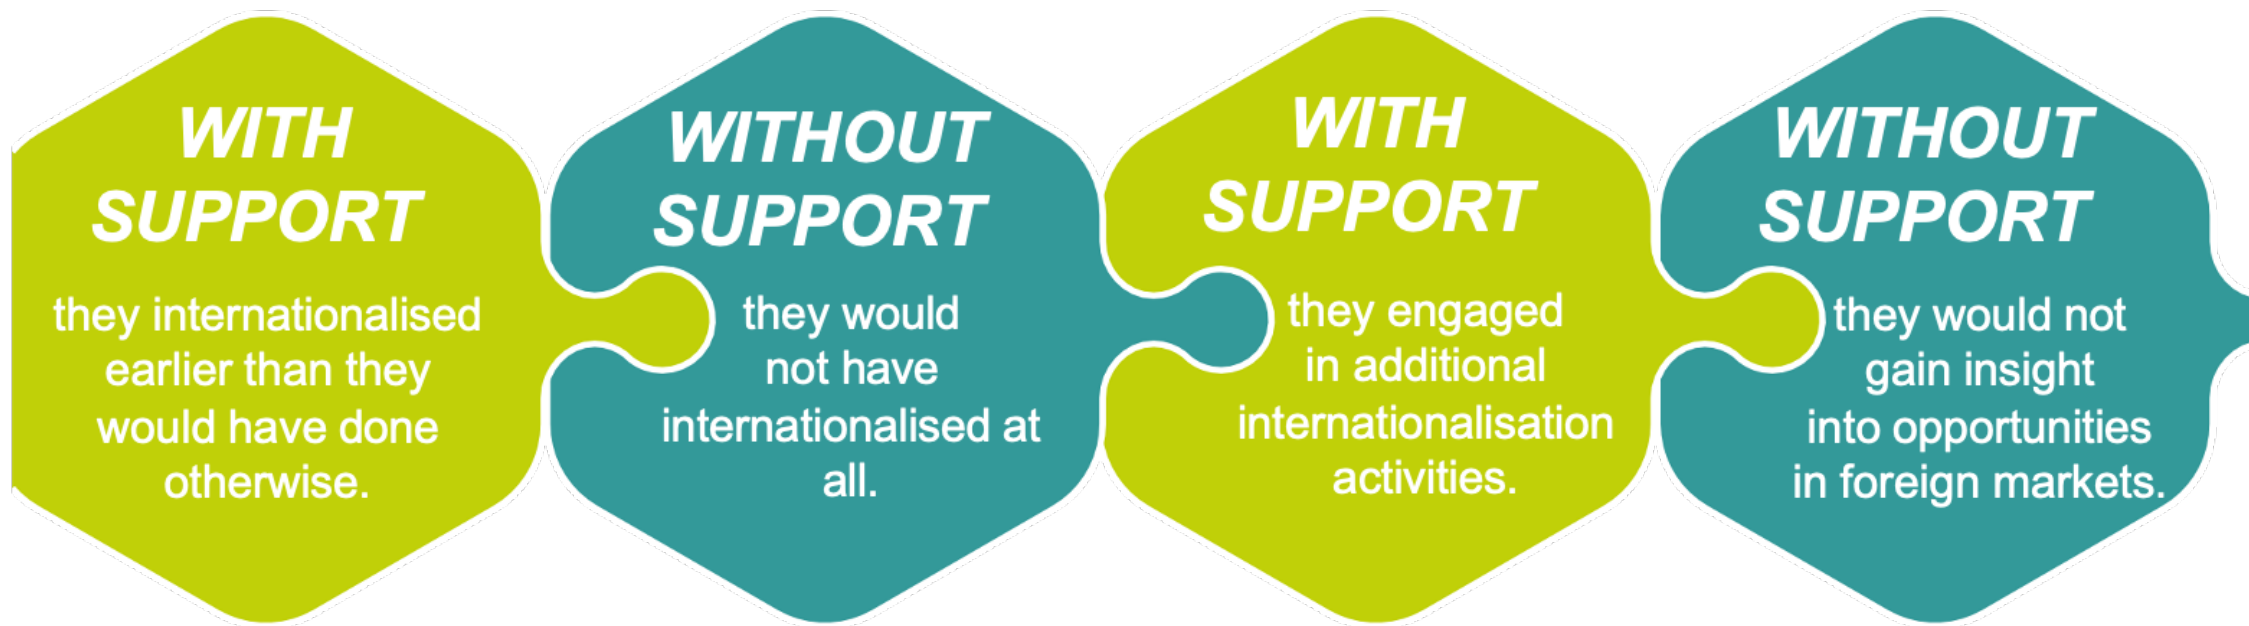 WITH
SUPPORT
they internationalised
earlier than they
would have done
otherwise.
WITHOUT
SUPPORT
they would
not have
internationalised at
all.
WITH
SUPPORT
they engaged
in additional
internationalisation
activities.
WITHOUT
SUPPORT
they would not
gain insight
into opportunities
in foreign markets.